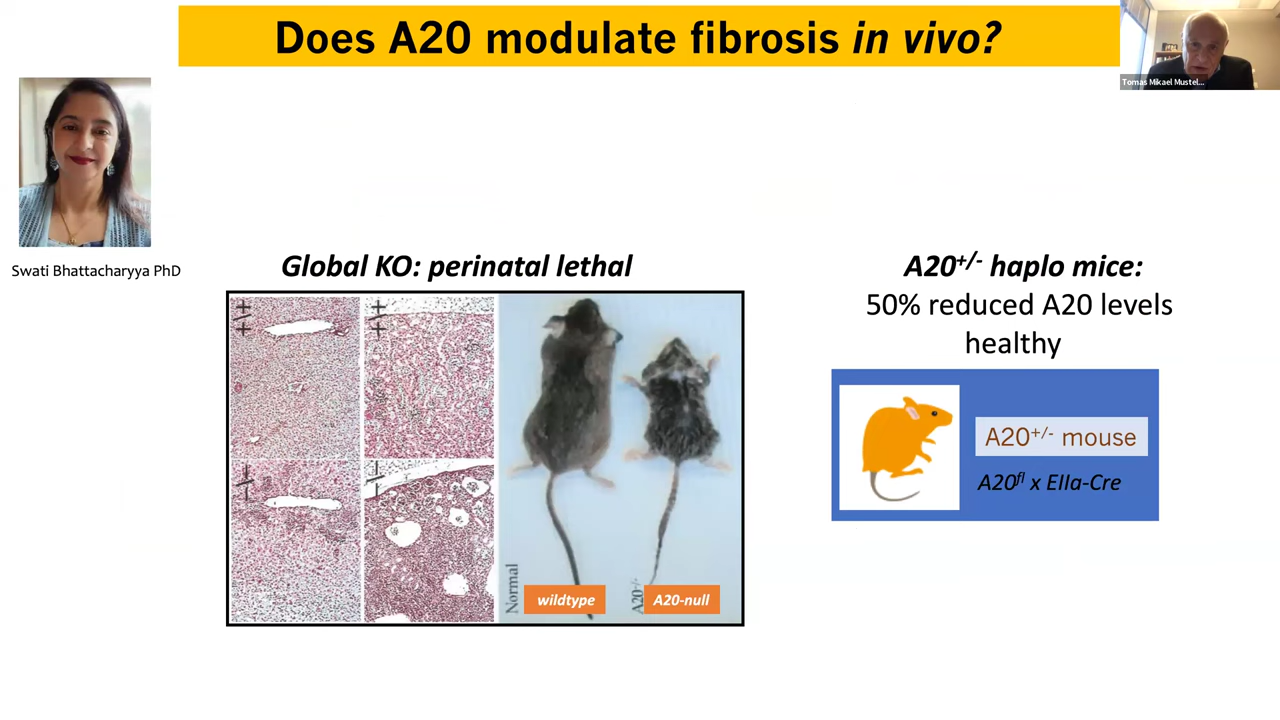 Does A20 modulate fibrosis in vivo?
Tomas Mikael Mustel...
Swati Bhattacharyya PhD
Global KO: perinatal lethal
+/+
+/+
-/-
-/-
Normal
wildtype
A20-/-
A20-null
A20+/- haplo mice:
50% reduced A20 levels
healthy
A20+/- mouse
A20fl x EIIa-Cre